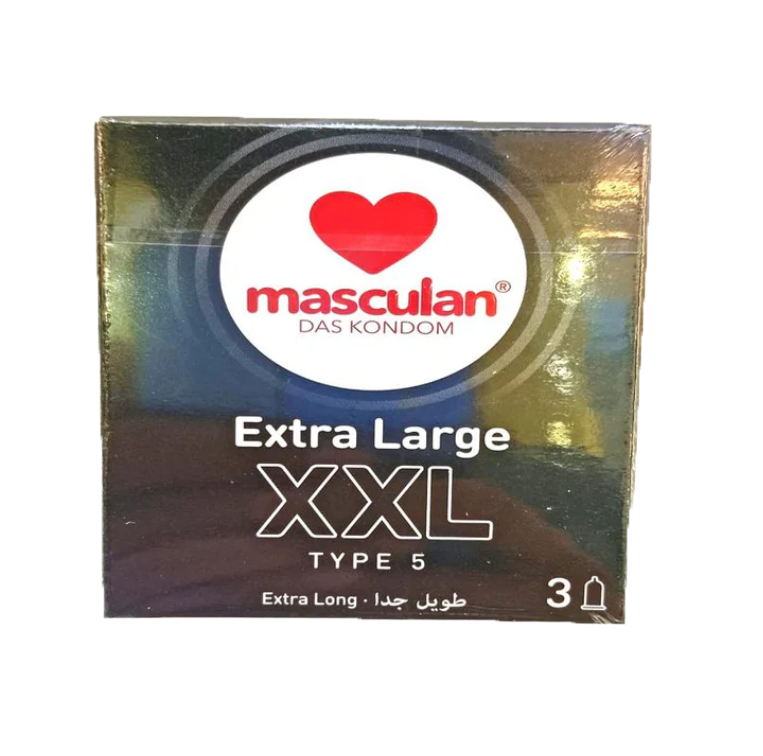 masculan®
DAS KONDOM
Extra Large
XXL
TYPE 5
Extra Long · طويل جدا
3